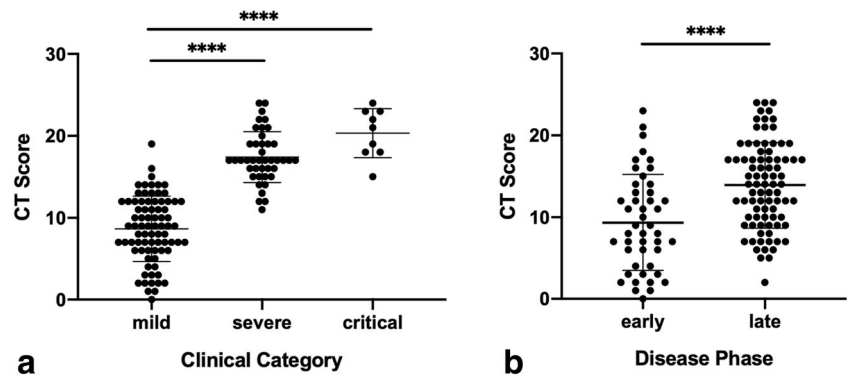 ****
****
30
20
10
0
CT Score
mild severe critical
a Clinical Category
****
30
20
10
0
CT Score
early late
b Disease Phase